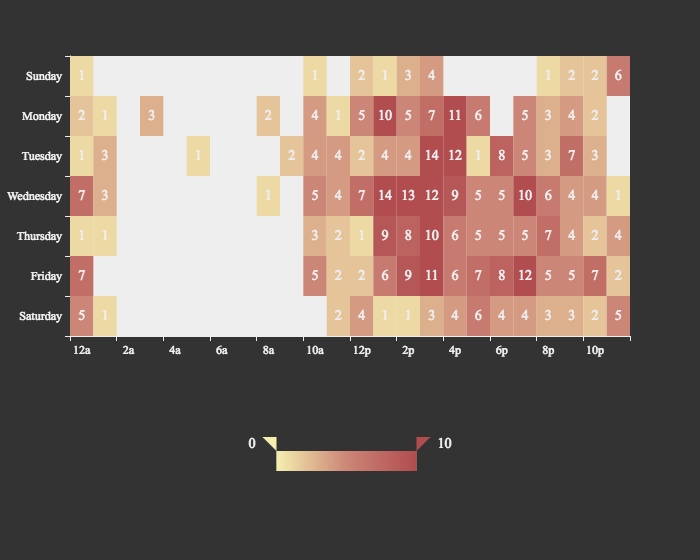 Sunday 1 1 2 1 3 4 1 2 2 6
Monday 2 1 3 2 4 1 5 10 5 7 11 6 5 3 4 2
Tuesday 1 3 1 2 4 4 2 4 4 14 12 1 8 5 3 7 3
Wednesday 7 3 1 5 4 7 14 13 12 9 5 5 10 6 4 4 1
Thursday 1 1 3 2 1 9 8 10 6 5 5 5 7 4 2 4
Friday 7 5 2 2 6 9 11 6 7 8 12 5 5 7 2
Saturday 5 1 2 4 1 1 3 4 6 4 4 3 3 2 5
12a 2a 4a 6a 8a 10a 12p 2p 4p 6p 8p 10p
0 10